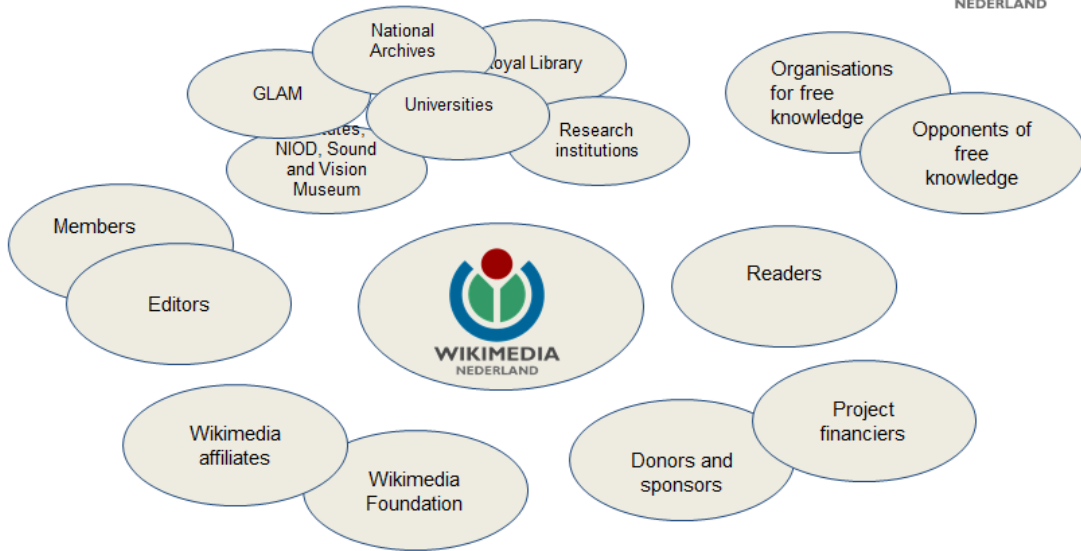 NEDERLAND
National
Archives
Royal Library
GLAM
Universities
Research
institutions
NIOD, Sound
and Vision
Museum
Organisations
for free
knowledge
Opponents of
free
knowledge
Members
Editors
WIKIMEDIA
NEDERLAND
Readers
Wikimedia
affiliates
Wikimedia
Foundation
Donors and
sponsors
Project
financiers